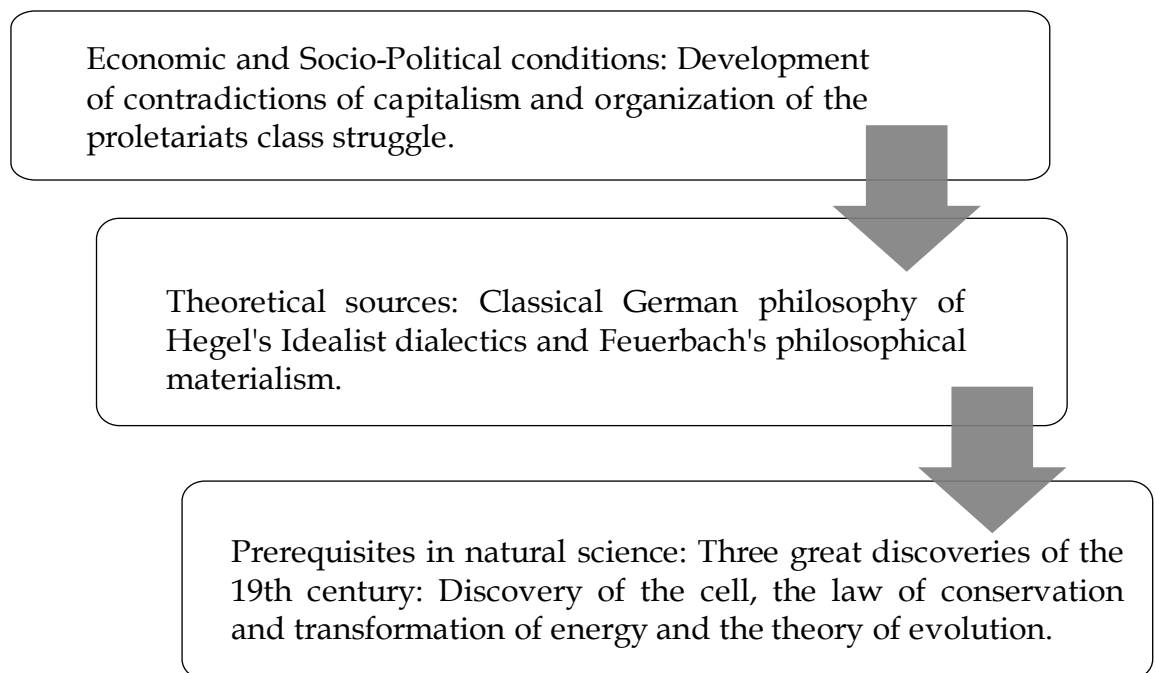 Economic and Socio-Political conditions: Development
of contradictions of capitalism and organization of the
proletariats class struggle.
Theoretical sources: Classical German philosophy of
Hegel's Idealist dialectics and Feuerbach's philosophical
materialism.
Prerequisites in natural science: Three great discoveries of the
19th century: Discovery of the cell, the law of conservation
and transformation of energy and the theory of evolution.